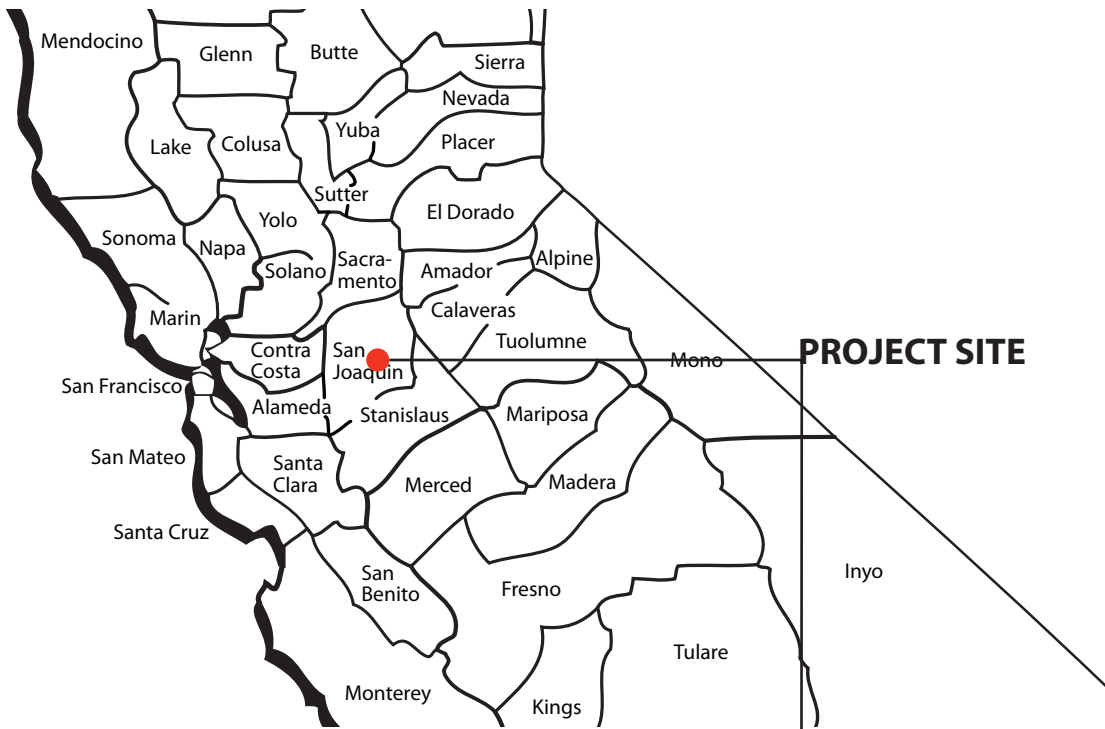 Mendocino
Glenn
Butte
Sierra
Nevada
Yuba
Placer
Lake
Colusa
Sutter
El Dorado
Yolo
Sonoma
Napa
Solano
Sacra-
mento
Amador
Alpine
Calaveras
Marin
Tuolumne
Contra
Costa
San
Joaquin
Mono
PROJECT SITE
San Francisco
Alameda
Stanislaus
Mariposa
San Mateo
Santa
Clara
Merced
Madera
Santa Cruz
San
Benito
Fresno
Inyo
Tulare
Monterey
Kings